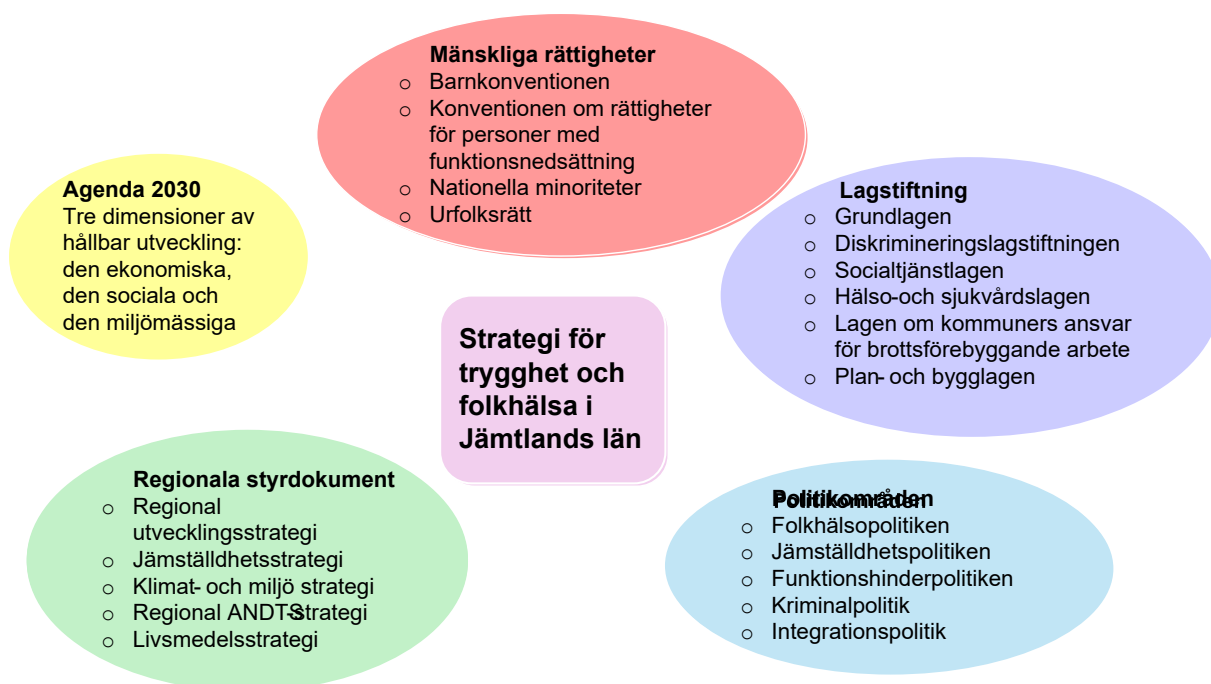 Mänskliga rättigheter
o Barnkonventionen
o Konventionen om rättigheter
för personer med
funktionsnedsättning
o Nationella minoriteter
o Urfolksrätt
Agenda 2030
Tre dimensioner av
hållbar utveckling:
den ekonomiska,
den sociala och
den miljömässiga
Lagstiftning
o Grundlagen
o Diskrimineringslagstiftningen
o Socialtjänstlagen
o Hälso-och sjukvårdslagen
o Lagen om kommuners ansvar
för brottsförebyggande arbete
o Plan- och bygglagen
Strategi för
trygghet och
folkhälsa i
Jämtlands län
Regionala styrdokument
o Regional
utvecklingsstrategi
o Jämställdhetsstrategi
o Klimat- och miljö strategi
o Regional ANDTS-strategi
o Livsmedelsstrategi
Politikområden
Politikområden
o Folkhälsopolitiken
o Jämställdhetspolitiken
o Funktionshinderpolitiken
o Kriminalpolitik
o Integrationspolitik